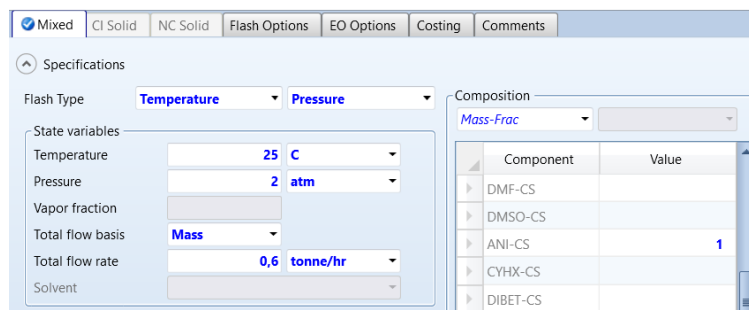 Mixed CI Solid NC Solid Flash Options EO Options Costing Comments
Specifications
Flash Type Temperature Pressure
State variables
Temperature 25 C
Pressure 2 atm
Vapor fraction
Total flow basis Mass
Total flow rate 0,6 tonne/hr
Solvent
Composition
Mass-Frac
Component Value
DMF-CS
DMSO-CS
ANI-CS 1
CYHX-CS
DIBET-CS